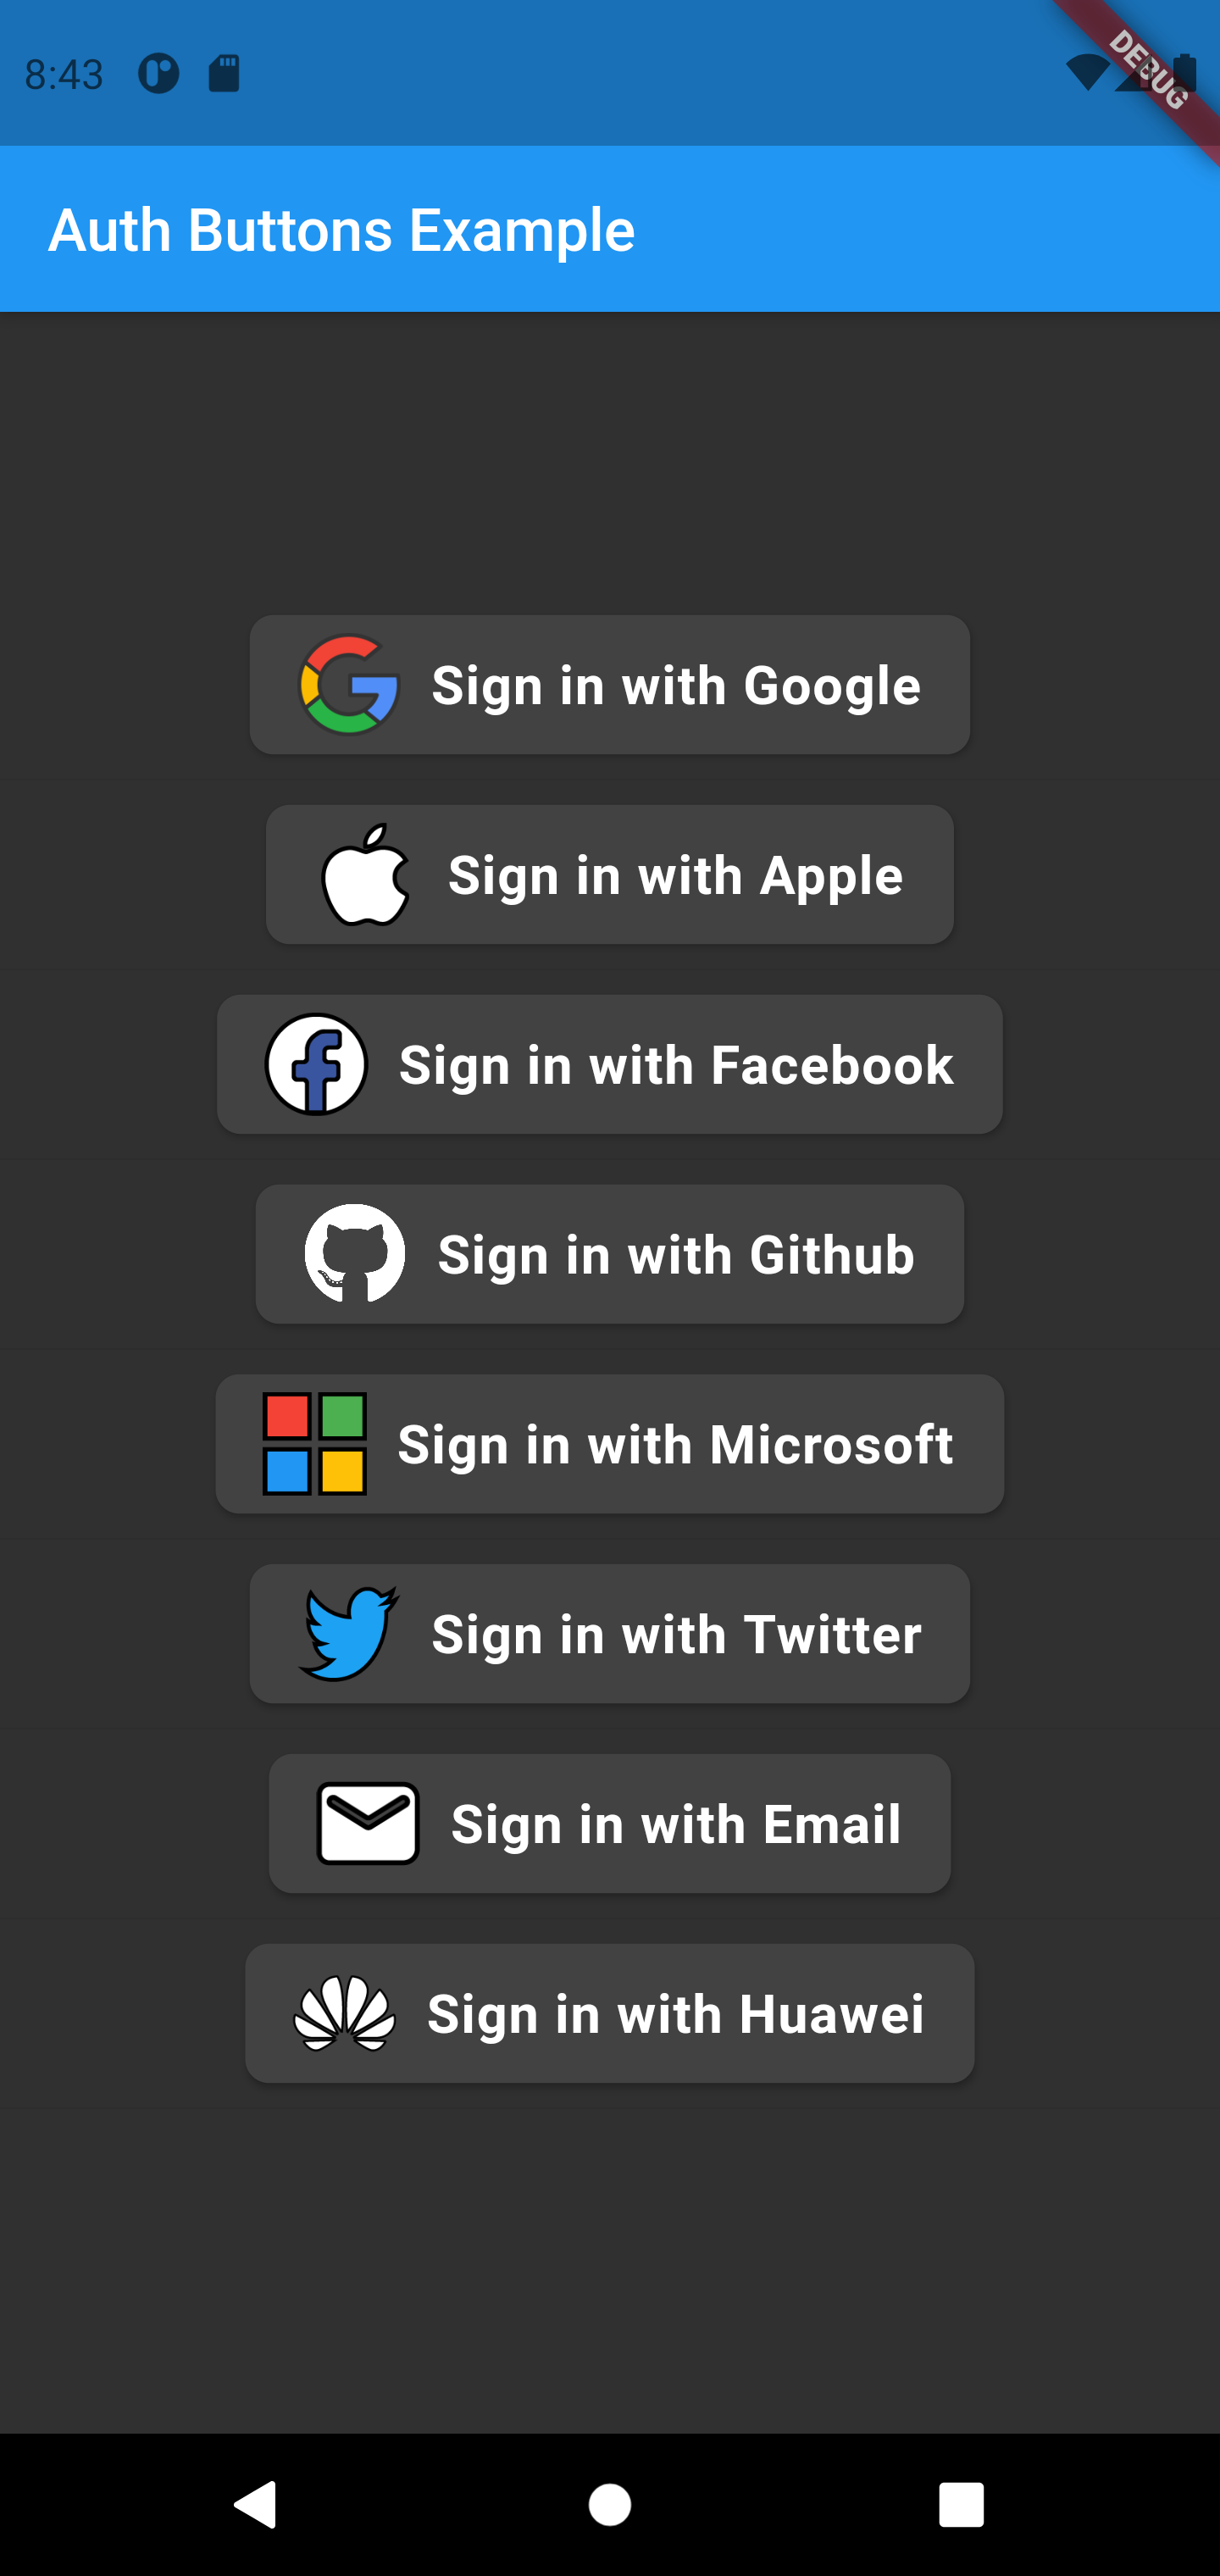 8:43
DEBUG
Auth Buttons Example
Sign in with Google
Sign in with Apple
Sign in with Facebook
Sign in with Github
Sign in with Microsoft
Sign in with Twitter
Sign in with Email
Sign in with Huawei